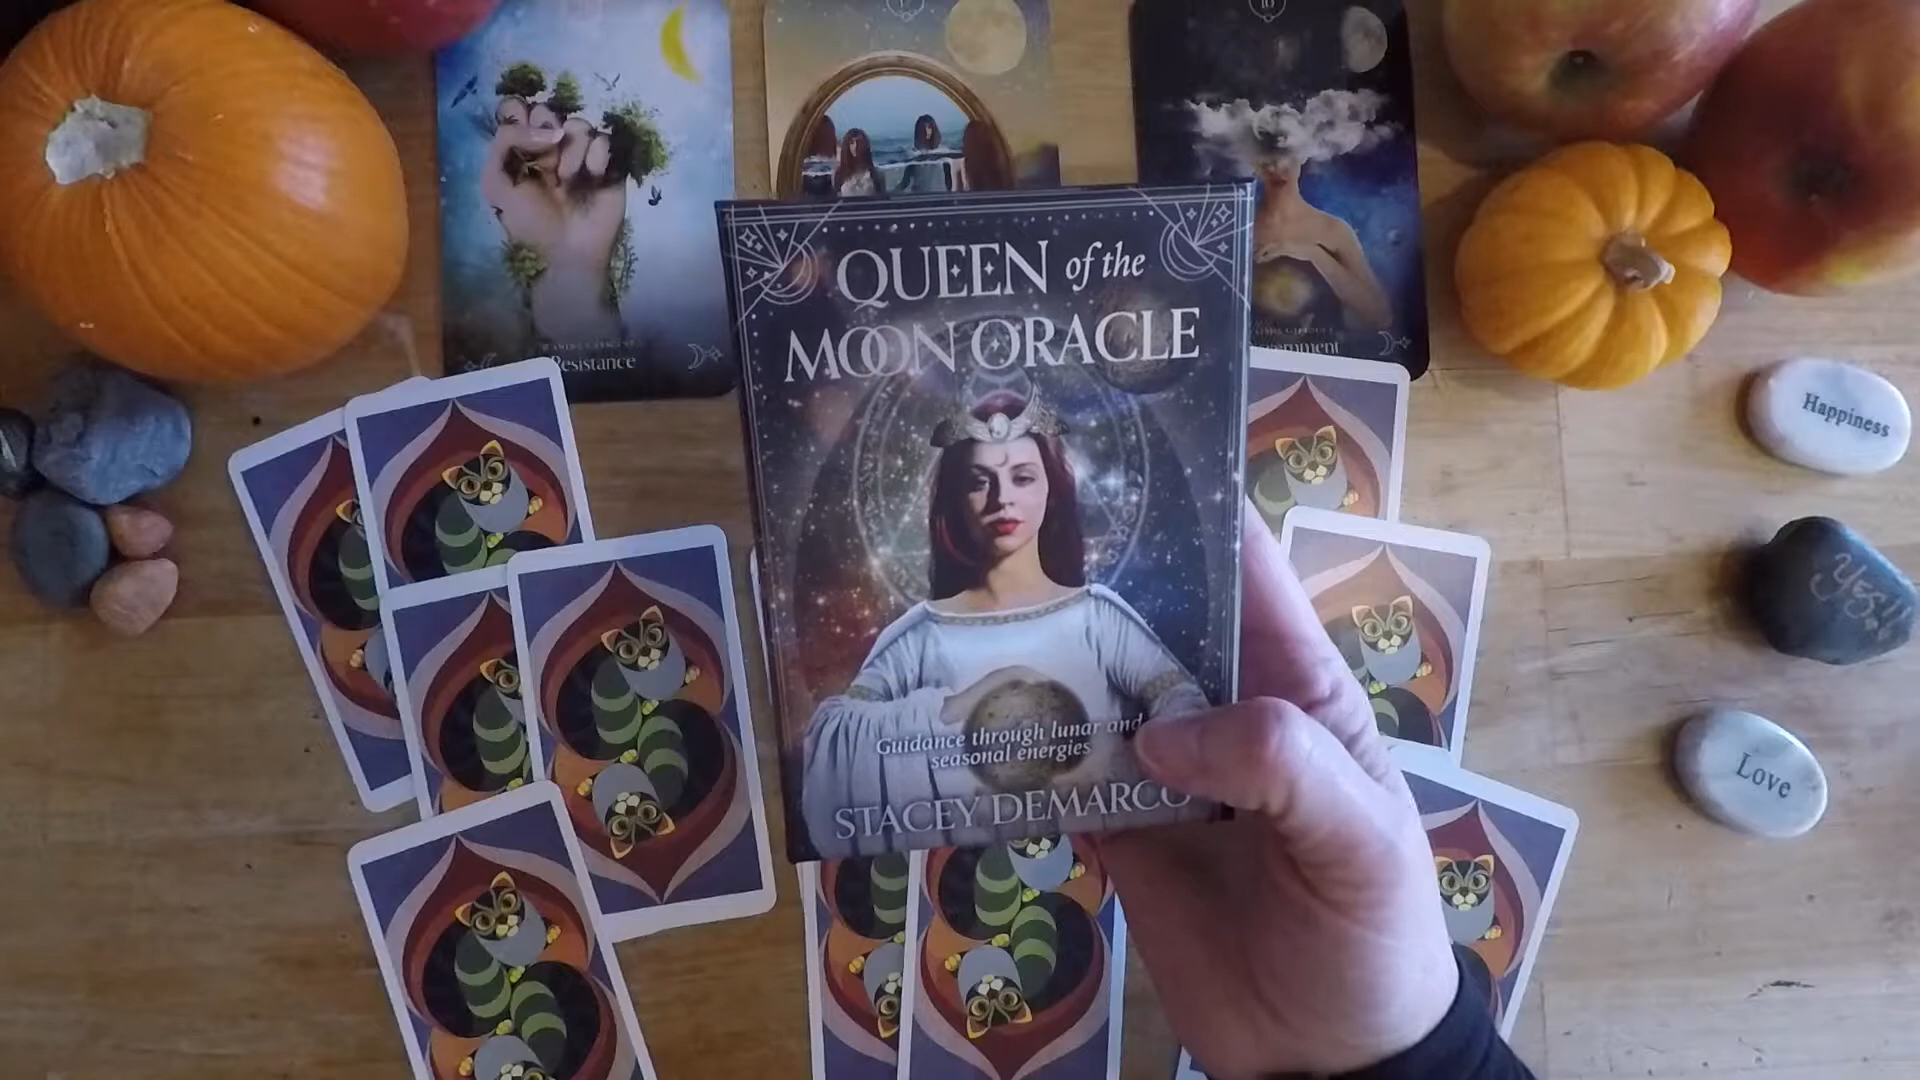 QUEEN of the
MOON ORACLE
Guidance through lunar and
seasonal energies
STACEY DEMARCO
Resistance
Happiness
Yes!!
Love